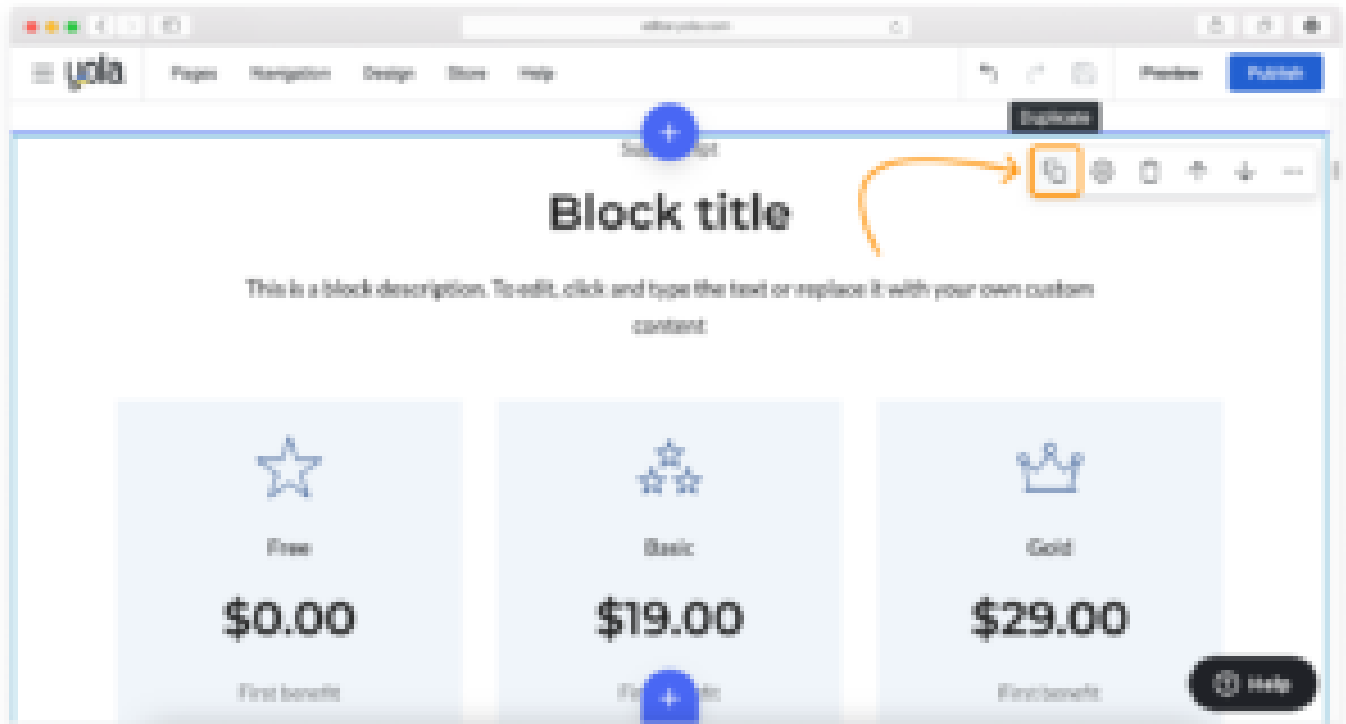 yola Pages Navigation Design Store Help Preview Publish
Duplicate
Block title
This is a block description. To edit, click and type the text or replace it with your own custom
content
Free Basic Gold
$0.00 $19.00 $29.00
First benefit First benefit
Help